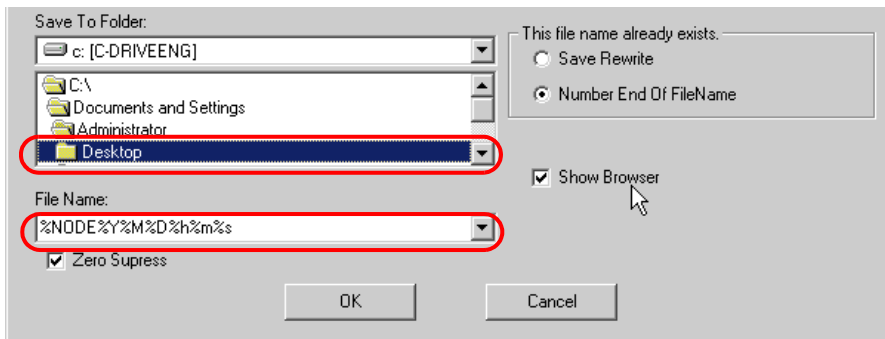 Save To Folder:
c: [C-DRIVEENG]
C:\
Documents and Settings
Administrator
Desktop
File Name:
%NODE%Y%M%D%h%m%s
Zero Supress
This file name already exists.
Save Rewrite
Number End Of FileName
Show Browser
OK
Cancel